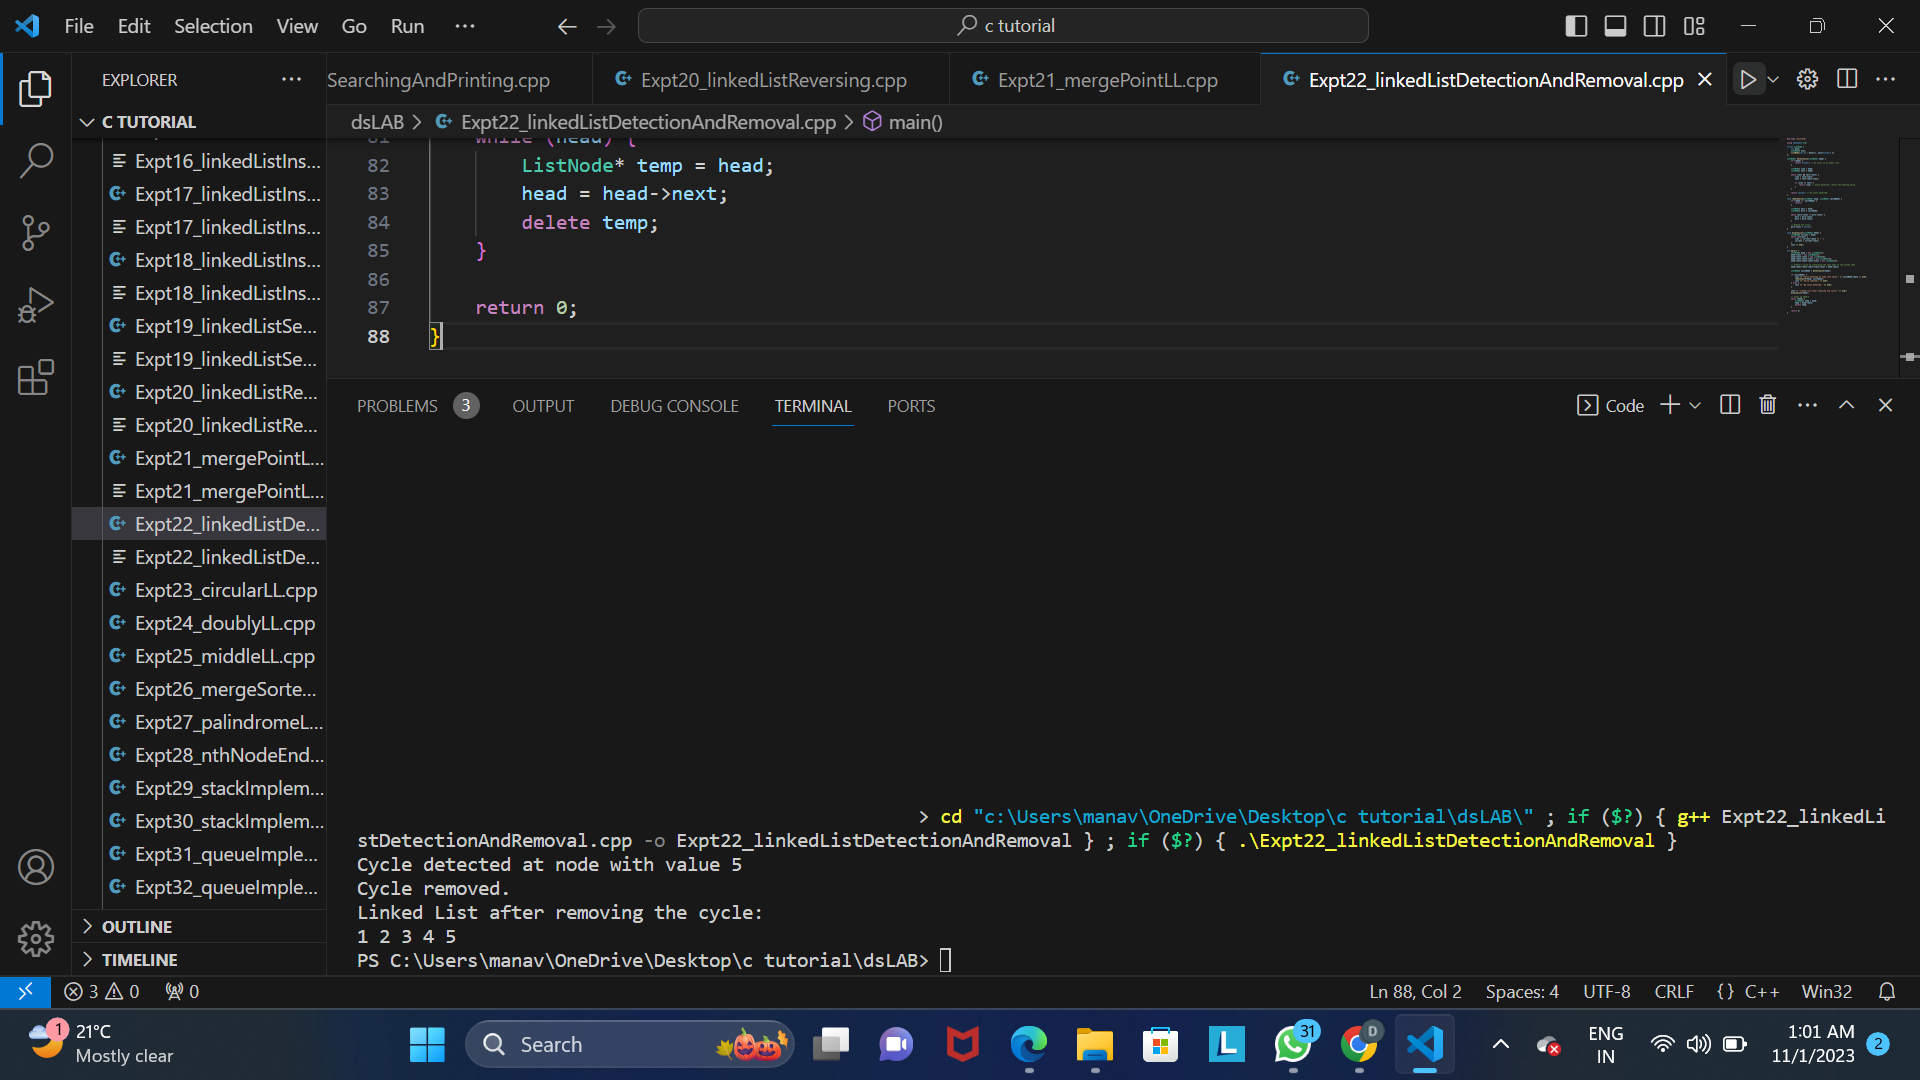 File Edit Selection View Go Run ···
c tutorial
EXPLORER ···
SearchingAndPrinting.cpp
Expt20_linkedListReversing.cpp
Expt21_mergePointLL.cpp
Expt22_linkedListDetectionAndRemoval.cpp
C TUTORIAL
dsLAB > Expt22_linkedListDetectionAndRemoval.cpp > main()
Expt16_linkedListIns...
Expt17_linkedListIns...
Expt17_linkedListIns...
Expt18_linkedListIns...
Expt18_linkedListIns...
Expt19_linkedListSe...
Expt19_linkedListSe...
Expt20_linkedListRe...
Expt20_linkedListRe...
Expt21_mergePointL...
Expt21_mergePointL...
Expt22_linkedListDe...
Expt22_linkedListDe...
Expt23_circularLL.cpp
Expt24_doublyLL.cpp
Expt25_middleLL.cpp
Expt26_mergeSorte...
Expt27_palindromeL...
Expt28_nthNodeEnd...
Expt29_stackImplem...
Expt30_stackImplem...
Expt31_queueImple...
Expt32_queueImple...
OUTLINE
TIMELINE
81 while (head) {
82 ListNode* temp = head;
83 head = head->next;
84 delete temp;
85 }
86
87 return 0;
88 }
PROBLEMS 3 OUTPUT DEBUG CONSOLE TERMINAL PORTS
Code
> cd "c:\Users\manav\OneDrive\Desktop\c tutorial\dsLAB\" ; if ($?) { g++ Expt22_linkedLi
stDetectionAndRemoval.cpp -o Expt22_linkedListDetectionAndRemoval } ; if ($?) { .\Expt22_linkedListDetectionAndRemoval }
Cycle detected at node with value 5
Cycle removed.
Linked List after removing the cycle:
1 2 3 4 5
PS C:\Users\manav\OneDrive\Desktop\c tutorial\dsLAB>
3 0 0
Ln 88, Col 2 Spaces: 4 UTF-8 CRLF {} C++ Win32
1
21°C
Mostly clear
Search
31
D
ENG
IN
1:01 AM
11/1/2023
2